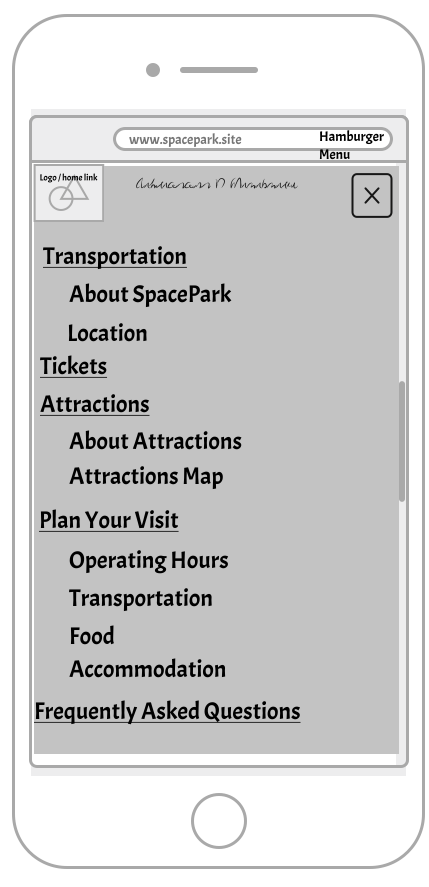 www.spacepark.site
Hamburger
Menu
Logo / home link
Transportation
About SpacePark
Location
Tickets
Attractions
About Attractions
Attractions Map
Plan Your Visit
Operating Hours
Transportation
Food
Accommodation
Frequently Asked Questions